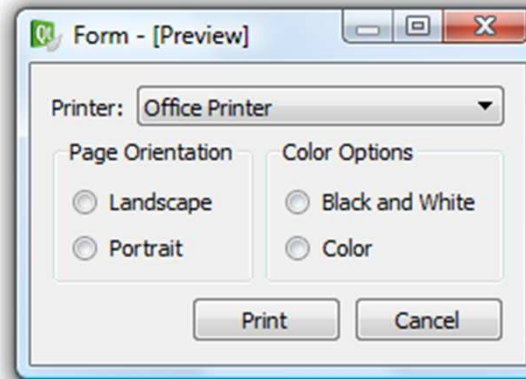 Form - [Preview]
Printer: Office Printer
Page Orientation
Color Options
Landscape
Portrait
Black and White
Color
Print
Cancel